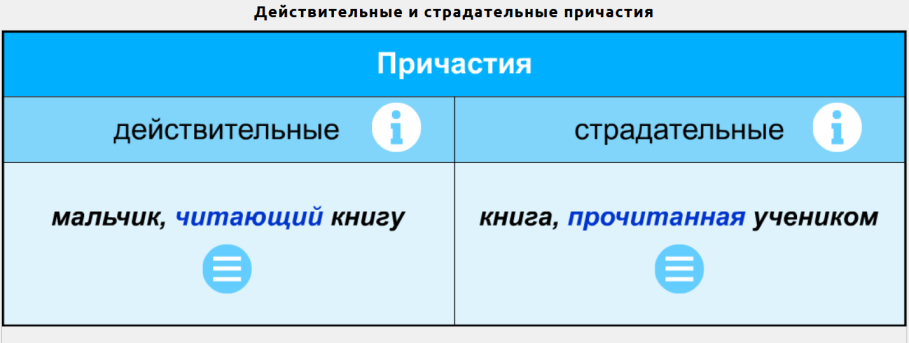 Действительные и страдательные причастия
Причастия
действительные
страдательные
мальчик, читающий книгу
книга, прочитанная учеником